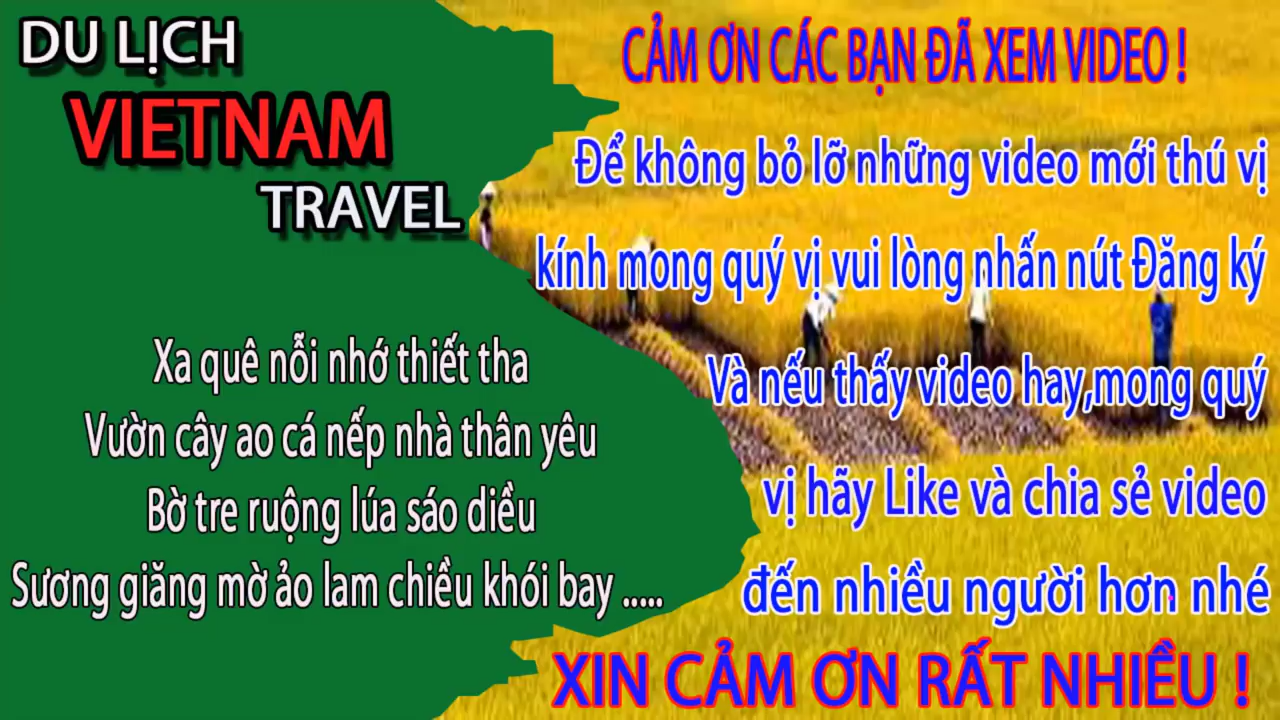 DU LỊCH
VIETNAM
TRAVEL
Xa quê nỗi nhớ thiết tha
Vườn cây ao cá nếp nhà thân yêu
Bờ tre ruộng lúa sáo diều
Sương giăng mờ ảo lam chiều khói bay .....
CẢM ƠN CÁC BẠN ĐÃ XEM VIDEO !
Để không bỏ lỡ những video mới thú vị
kính mong quý vị vui lòng nhấn nút Đăng ký
Và nếu thấy video hay,mong quý
vị hãy Like và chia sẻ video
đến nhiều người hơn nhé
XIN CẢM ƠN RẤT NHIỀU !